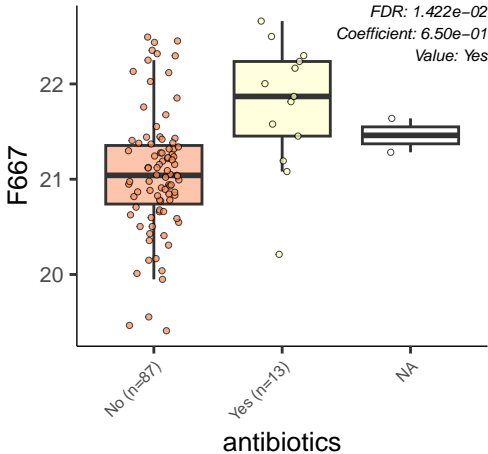 FDR: 1.422e−02
Coefficient: 6.50e−01
Value: Yes
F667
22
21
20
No (n=87)
Yes (n=13)
NA
antibiotics